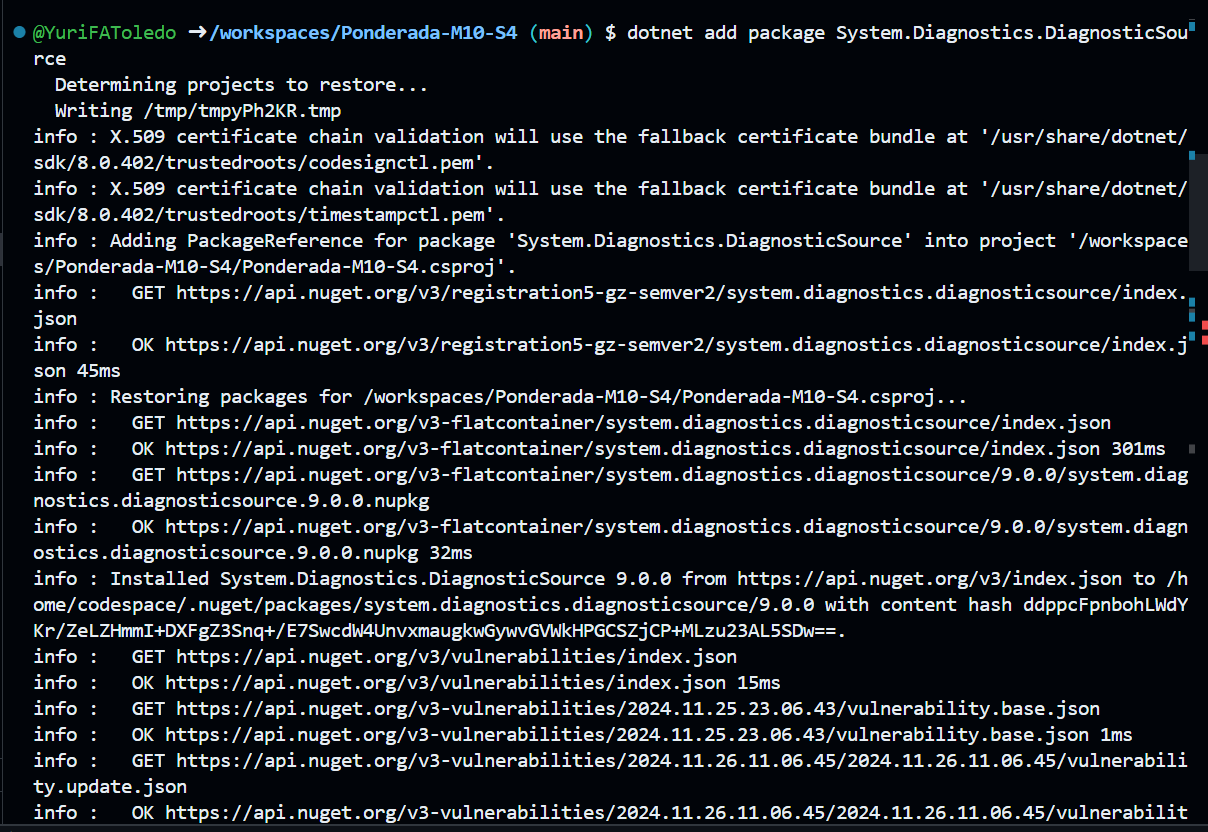 @YuriFAToledo ➜/workspaces/Ponderada-M10-S4 (main) $ dotnet add package System.Diagnostics.DiagnosticSou
rce
  Determining projects to restore...
  Writing /tmp/tmpyPh2KR.tmp
info : X.509 certificate chain validation will use the fallback certificate bundle at '/usr/share/dotnet/
sdk/8.0.402/trustedroots/codesignctl.pem'.
info : X.509 certificate chain validation will use the fallback certificate bundle at '/usr/share/dotnet/
sdk/8.0.402/trustedroots/timestampctl.pem'.
info : Adding PackageReference for package 'System.Diagnostics.DiagnosticSource' into project '/workspace
s/Ponderada-M10-S4/Ponderada-M10-S4.csproj'.
info :   GET https://api.nuget.org/v3/registration5-gz-semver2/system.diagnostics.diagnosticsource/index.
json
info :   OK https://api.nuget.org/v3/registration5-gz-semver2/system.diagnostics.diagnosticsource/index.j
son 45ms
info : Restoring packages for /workspaces/Ponderada-M10-S4/Ponderada-M10-S4.csproj...
info :   GET https://api.nuget.org/v3-flatcontainer/system.diagnostics.diagnosticsource/index.json
info :   OK https://api.nuget.org/v3-flatcontainer/system.diagnostics.diagnosticsource/index.json 301ms
info :   GET https://api.nuget.org/v3-flatcontainer/system.diagnostics.diagnosticsource/9.0.0/system.diag
nostics.diagnosticsource.9.0.0.nupkg
info :   OK https://api.nuget.org/v3-flatcontainer/system.diagnostics.diagnosticsource/9.0.0/system.diagn
ostics.diagnosticsource.9.0.0.nupkg 32ms
info : Installed System.Diagnostics.DiagnosticSource 9.0.0 from https://api.nuget.org/v3/index.json to /h
ome/codespace/.nuget/packages/system.diagnostics.diagnosticsource/9.0.0 with content hash ddppcFpnbohLWdY
Kr/ZeLZHmmI+DXFgZ3Snq+/E7SwcdW4UnvxmaugkwGywvGVWkHPGCSZjCP+MLzu23AL5SDw==.
info :   GET https://api.nuget.org/v3/vulnerabilities/index.json
info :   OK https://api.nuget.org/v3/vulnerabilities/index.json 15ms
info :   GET https://api.nuget.org/v3-vulnerabilities/2024.11.25.23.06.43/vulnerability.base.json
info :   OK https://api.nuget.org/v3-vulnerabilities/2024.11.25.23.06.43/vulnerability.base.json 1ms
info :   GET https://api.nuget.org/v3-vulnerabilities/2024.11.26.11.06.45/2024.11.26.11.06.45/vulnerabili
ty.update.json
info :   OK https://api.nuget.org/v3-vulnerabilities/2024.11.26.11.06.45/2024.11.26.11.06.45/vulnerabilit